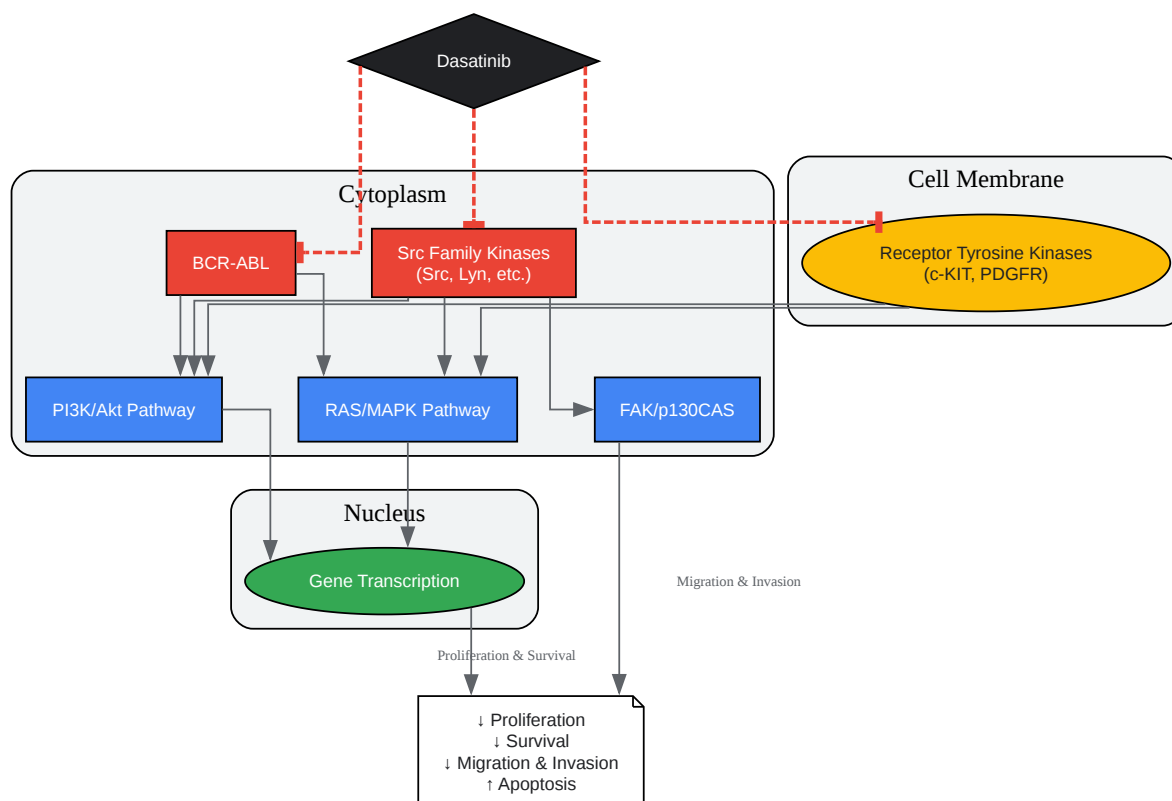 Dasatinib
Cytoplasm
Cell Membrane
BCR-ABL
Src Family Kinases
(Src, Lyn, etc.)
Receptor Tyrosine Kinases
(c-KIT, PDGFR)
PI3K/Akt Pathway
RAS/MAPK Pathway
FAK/p130CAS
Nucleus
Gene Transcription
Migration & Invasion
Proliferation & Survival
↓ Proliferation
↓ Survival
↓ Migration & Invasion
↑ Apoptosis